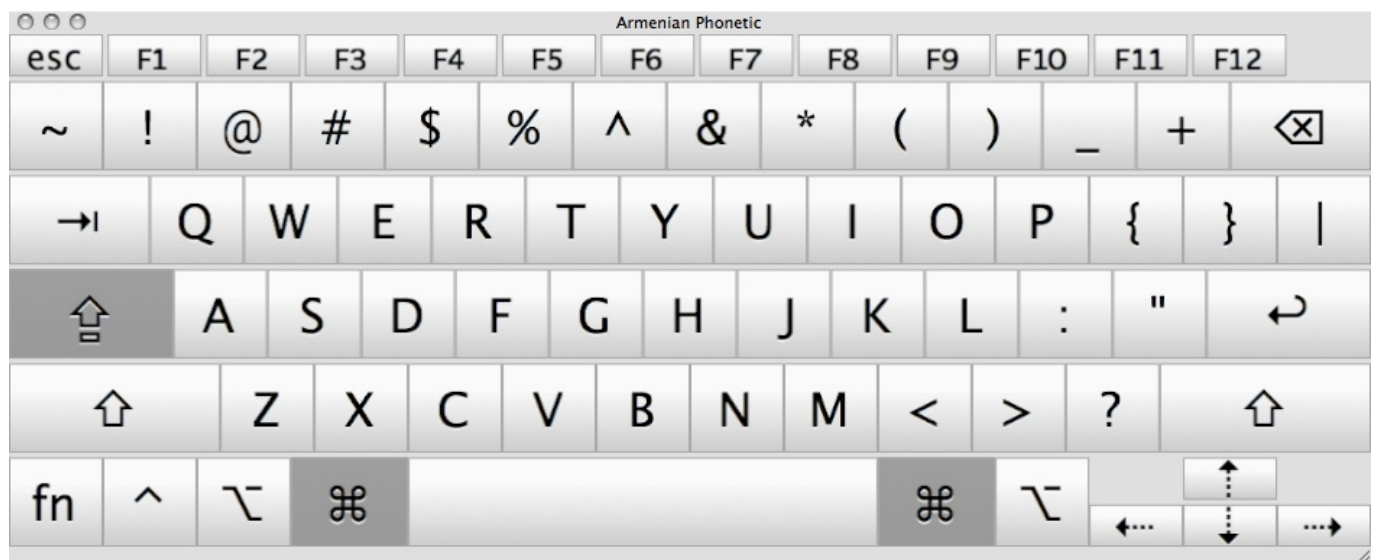 Armenian Phonetic
esc F1 F2 F3 F4 F5 F6 F7 F8 F9 F10 F11 F12
~ ! @ # $ % ^ & * ( ) _ + ⌫
⇥ Q W E R T Y U I O P { } |
⇪ A S D F G H J K L : " ↩
⇧ Z X C V B N M < > ? ⇧
fn ^ ⌥ ⌘ ⌘ ⌥ ← ↑ ↓ →